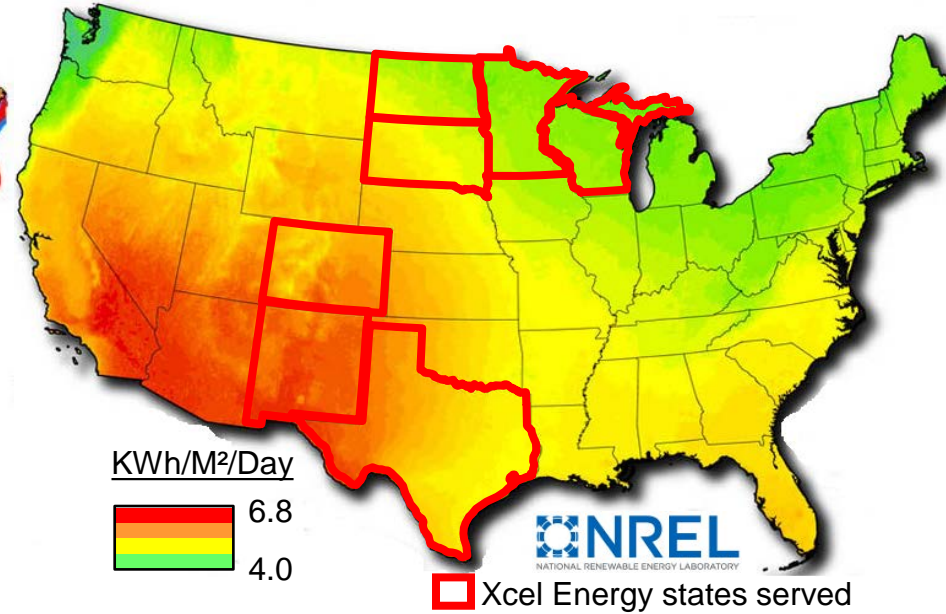 KWh/M²/Day
6.8
4.0
NREL
NATIONAL RENEWABLE ENERGY LABORATORY
Xcel Energy states served